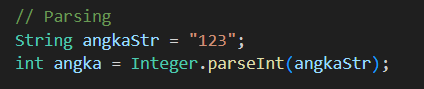 // Parsing
String angkaStr = "123";
int angka = Integer.parseInt(angkaStr);